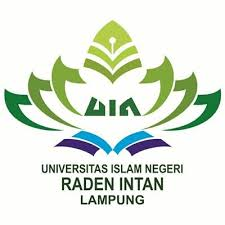 UIN
UNIVERSITAS ISLAM NEGERI
RADEN INTAN
LAMPUNG